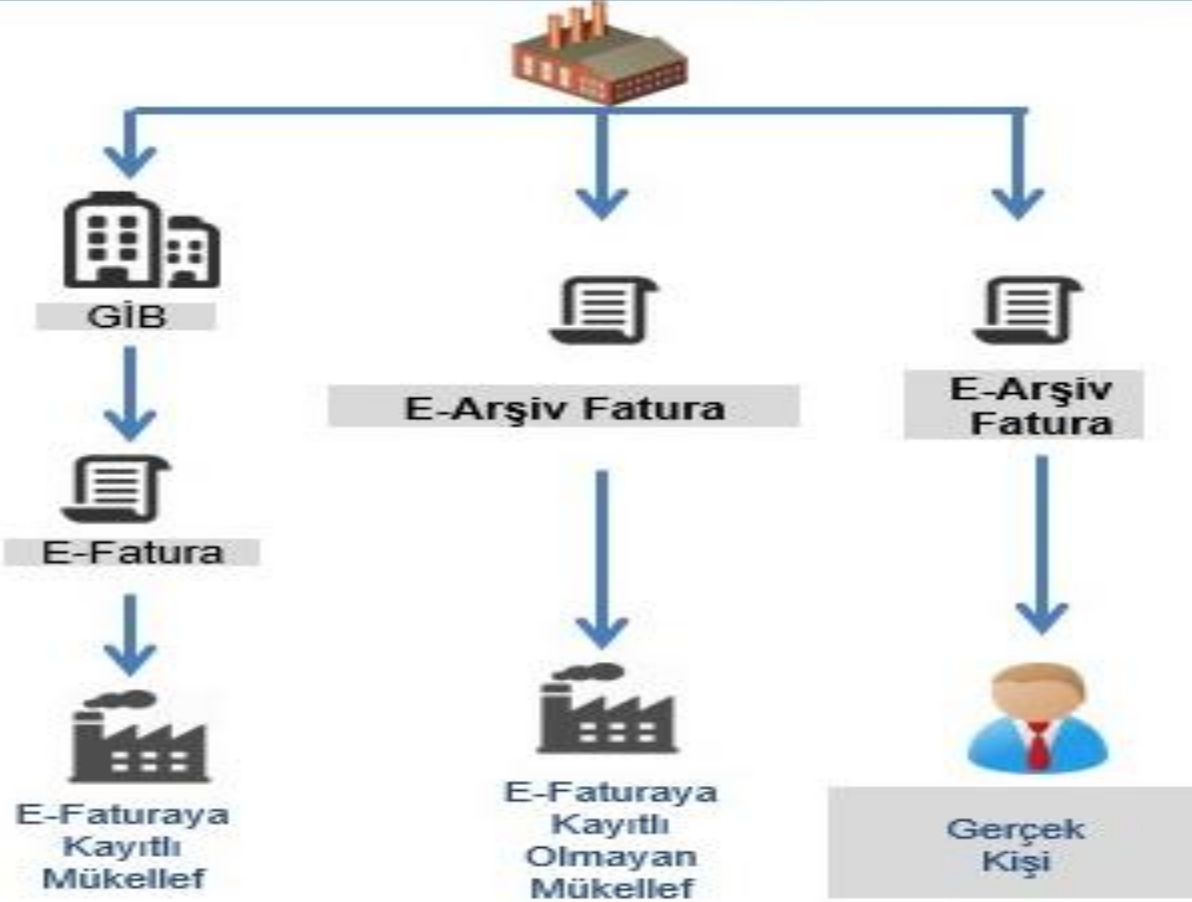 GİB
E-Fatura
E-Faturaya
Kayıtlı
Mükellef
E-Arşiv Fatura
E-Faturaya
Kayıtlı
Olmayan
Mükellef
E-Arşiv
Fatura
Gerçek
Kişi